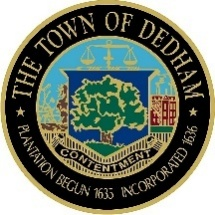 THE TOWN OF DEDHAM
CONTENTMENT
PLANTATION BEGUN 1635 INCORPORATED 1636